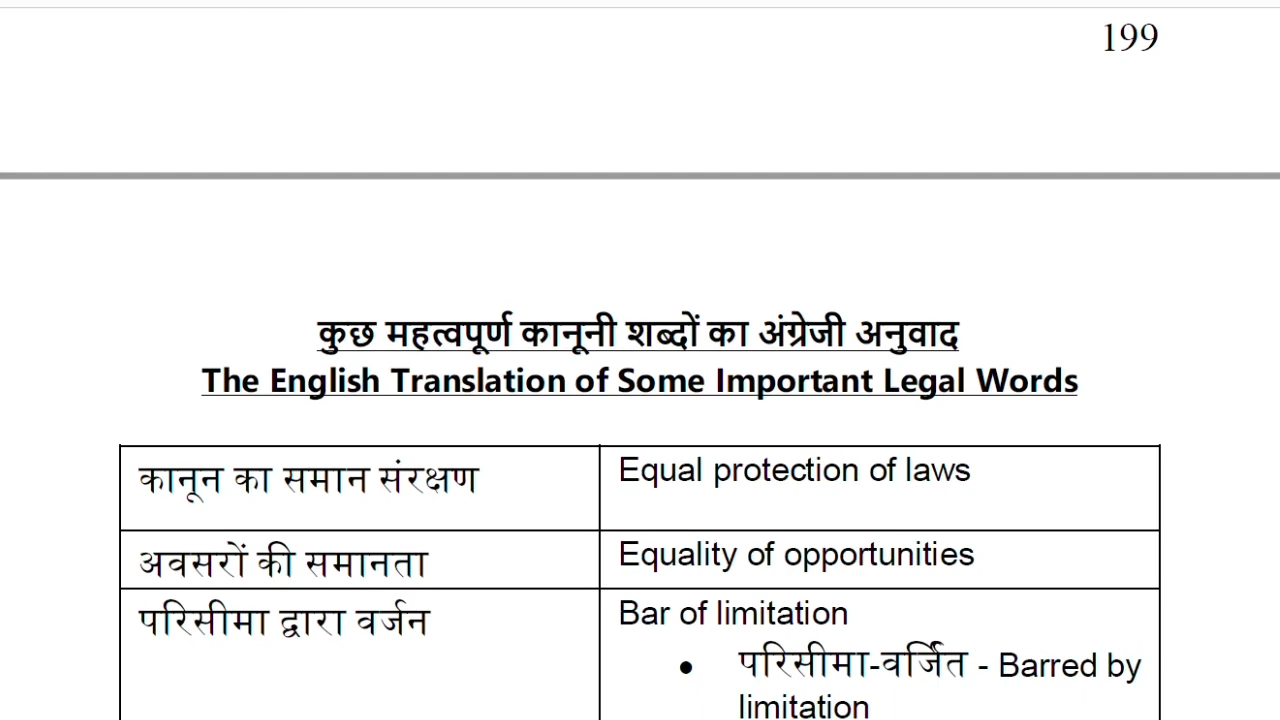 199
कुछ महत्वपूर्ण कानूनी शब्दों का अंग्रेजी अनुवाद
The English Translation of Some Important Legal Words
कानून का समान संरक्षण
Equal protection of laws
अवसरों की समानता
Equality of opportunities
परिसीमा द्वारा वर्जन
Bar of limitation
• परिसीमा-वर्जित - Barred by
limitation